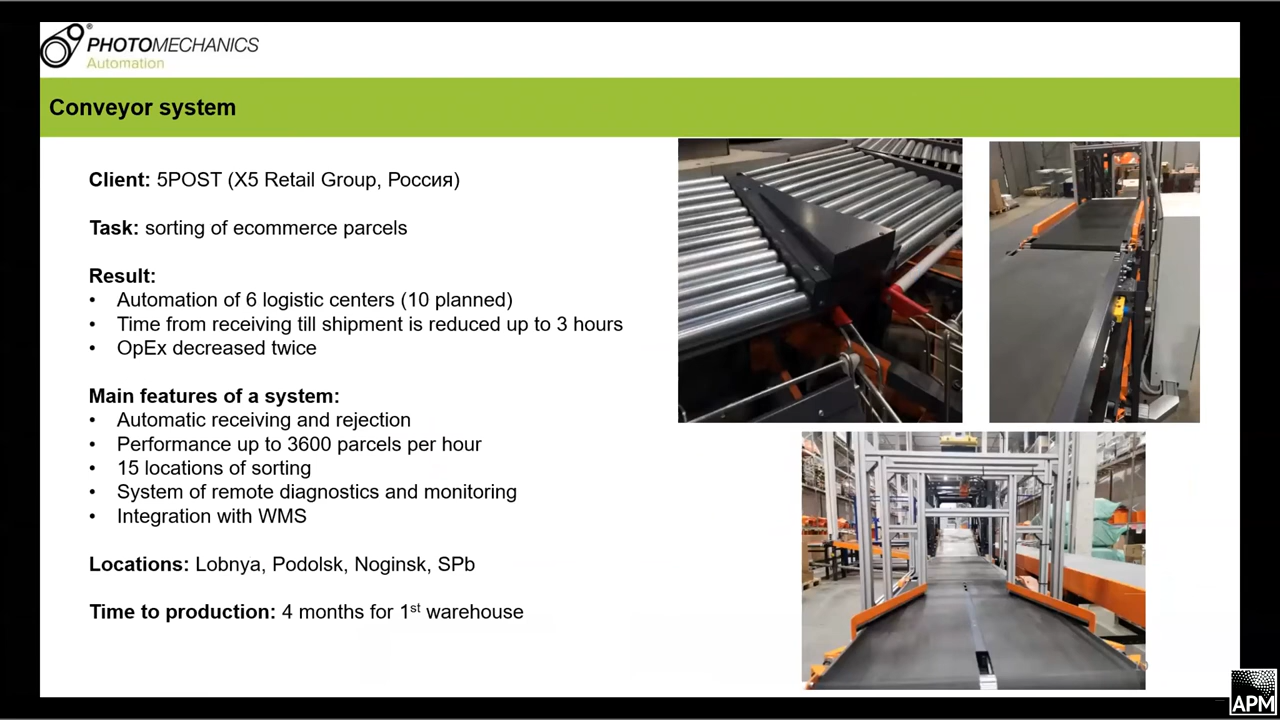 PHOTOMECHANICS®
Automation
Conveyor system
Client: 5POST (X5 Retail Group, Россия)
Task: sorting of ecommerce parcels
Result:
• Automation of 6 logistic centers (10 planned)
• Time from receiving till shipment is reduced up to 3 hours
• OpEx decreased twice
Main features of a system:
• Automatic receiving and rejection
• Performance up to 3600 parcels per hour
• 15 locations of sorting
• System of remote diagnostics and monitoring
• Integration with WMS
Locations: Lobnya, Podolsk, Noginsk, SPb
Time to production: 4 months for 1st warehouse
APM